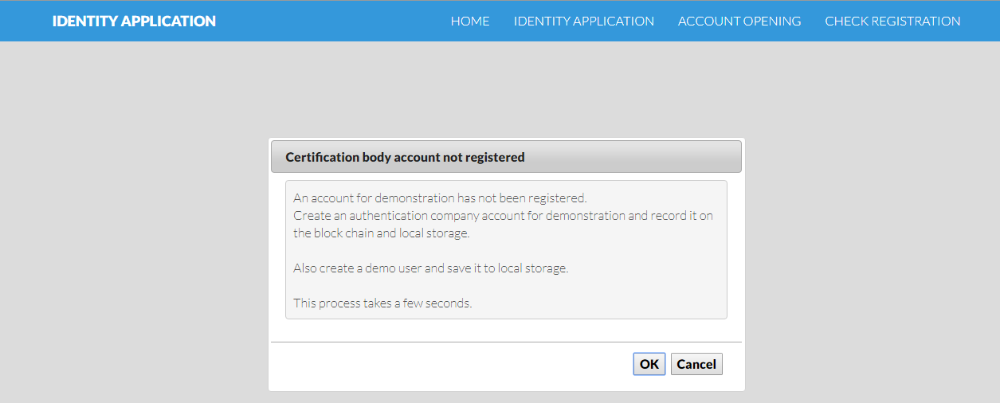 IDENTITY APPLICATION
HOME
IDENTITY APPLICATION
ACCOUNT OPENING
CHECK REGISTRATION
Certification body account not registered
An account for demonstration has not been registered.
Create an authentication company account for demonstration and record it on
the block chain and local storage.
Also create a demo user and save it to local storage.
This process takes a few seconds.
OK
Cancel